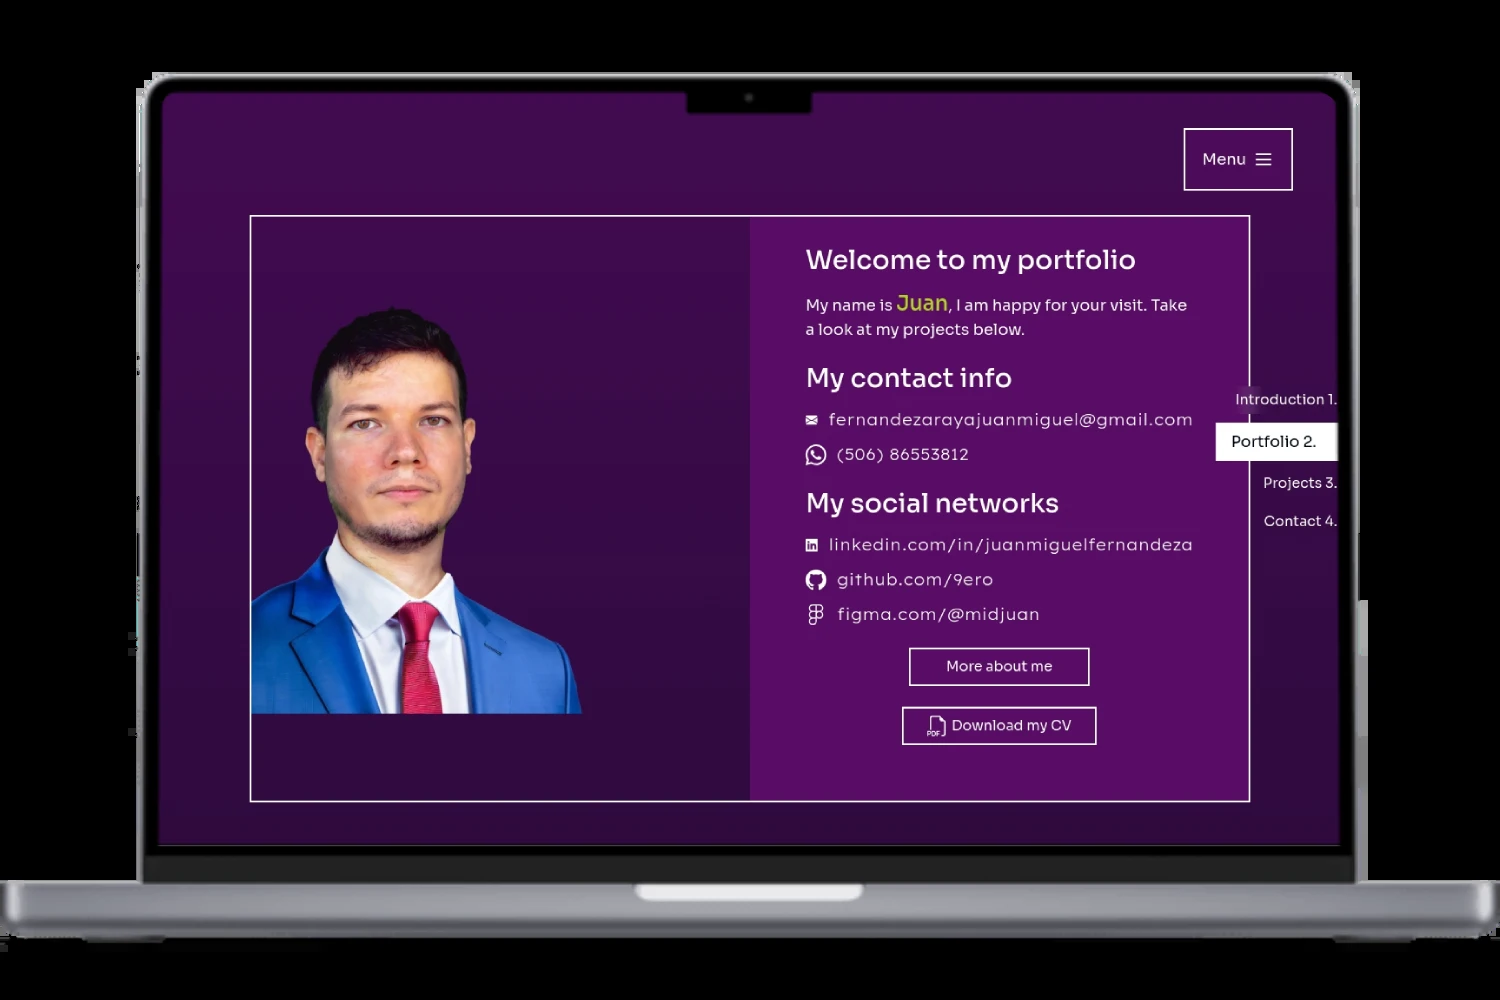 Menu
Welcome to my portfolio
My name is Juan, I am happy for your visit. Take
a look at my projects below.
My contact info
fernandezarayajuanmiguel@gmail.com
(506) 86553812
My social networks
linkedin.com/in/juanmiguelfernandeza
github.com/9ero
figma.com/@midjuan
More about me
PDF Download my CV
Introduction 1.
Portfolio 2.
Projects 3.
Contact 4.